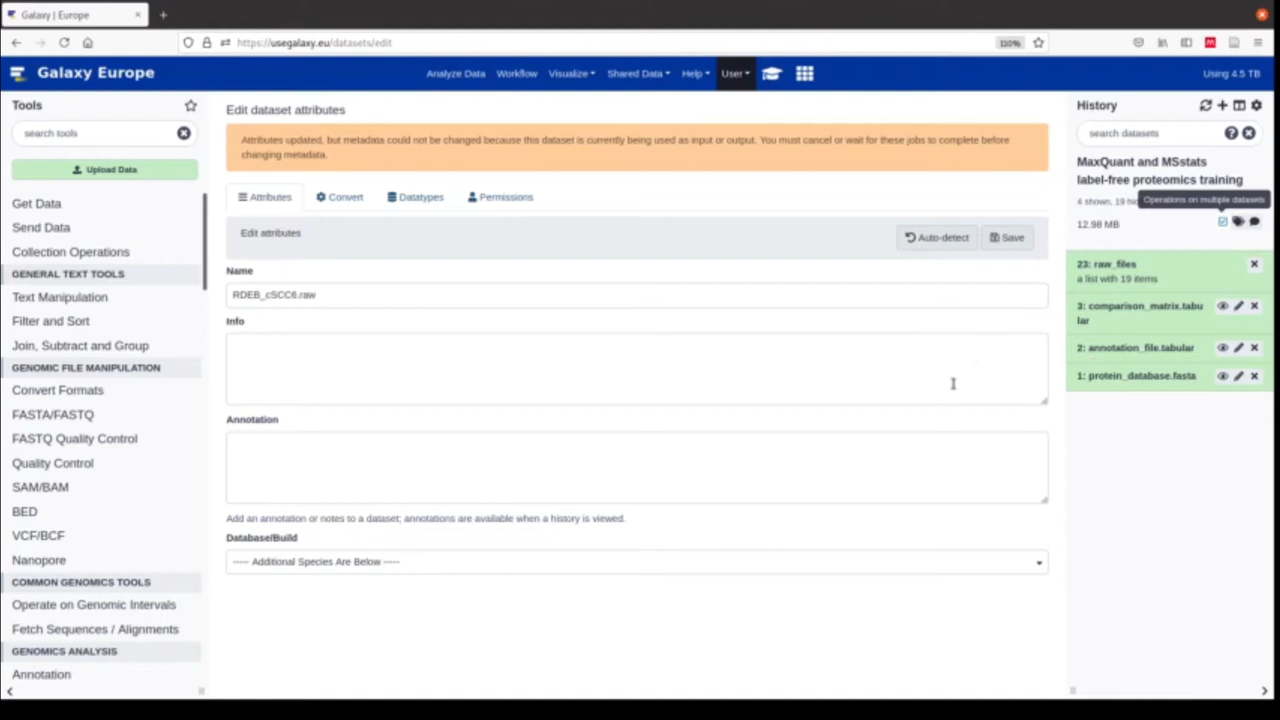 Galaxy | Europe
https://usegalaxy.eu/datasets/edit
110%
Galaxy Europe
Analyze Data
Workflow
Visualize
Shared Data
Help
User
Using 4.5 TB
Tools
search tools
Upload Data
Get Data
Send Data
Collection Operations
GENERAL TEXT TOOLS
Text Manipulation
Filter and Sort
Join, Subtract and Group
GENOMIC FILE MANIPULATION
Convert Formats
FASTA/FASTQ
FASTQ Quality Control
Quality Control
SAM/BAM
BED
VCF/BCF
Nanopore
COMMON GENOMICS TOOLS
Operate on Genomic Intervals
Fetch Sequences / Alignments
GENOMICS ANALYSIS
Annotation
Edit dataset attributes
Attributes updated, but metadata could not be changed because this dataset is currently being used as input or output. You must cancel or wait for these jobs to complete before
changing metadata.
Attributes
Convert
Datatypes
Permissions
Edit attributes
Auto-detect
Save
Name
RDEB_cSCC6.raw
Info
Annotation
Add an annotation or notes to a dataset; annotations are available when a history is viewed.
Database/Build
----- Additional Species Are Below -----
History
search datasets
MaxQuant and MSstats
label-free proteomics training
4 shown, 19
Operations on multiple datasets
12.98 MB
23: raw_files
a list with 19 items
3: comparison_matrix.tabu
lar
2: annotation_file.tabular
1: protein_database.fasta